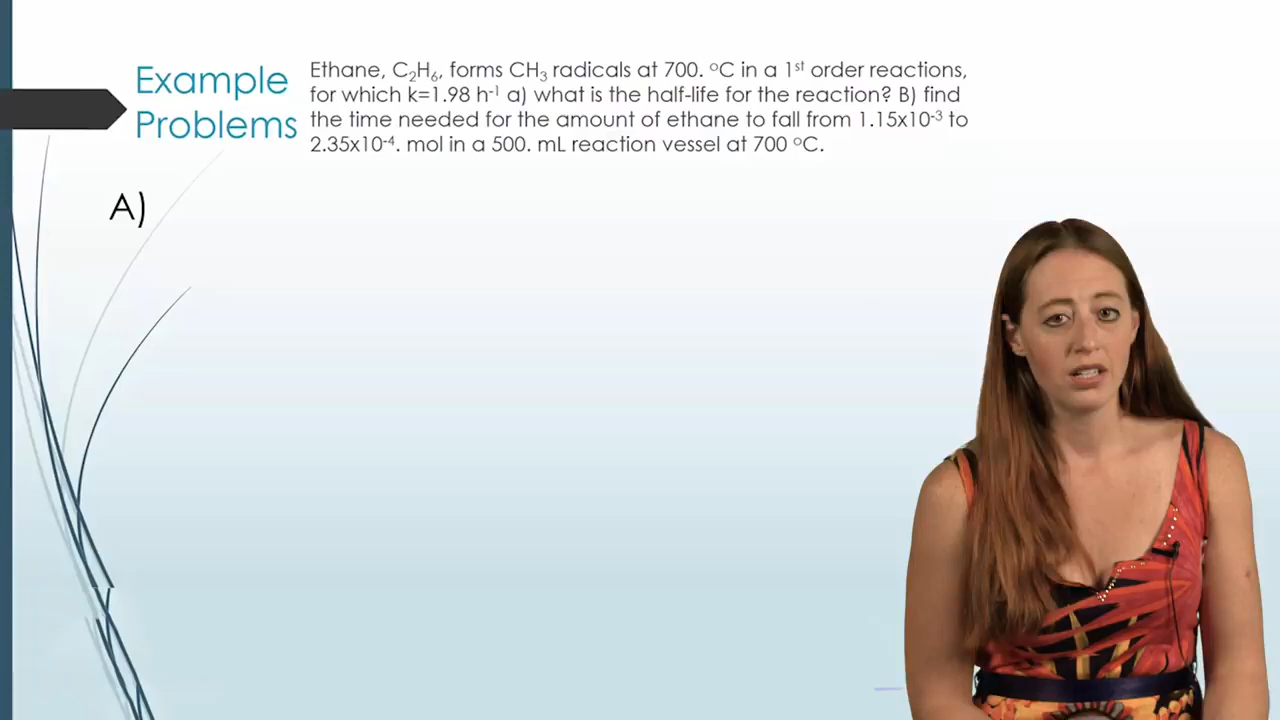 Example
Problems
Ethane, C₂H₆, forms CH₃ radicals at 700. ⁰C in a 1ˢᵗ order reactions,
for which k=1.98 h⁻¹ a) what is the half-life for the reaction? B) find
the time needed for the amount of ethane to fall from 1.15x10⁻³ to
2.35x10⁻⁴. mol in a 500. mL reaction vessel at 700 ⁰C.
A)